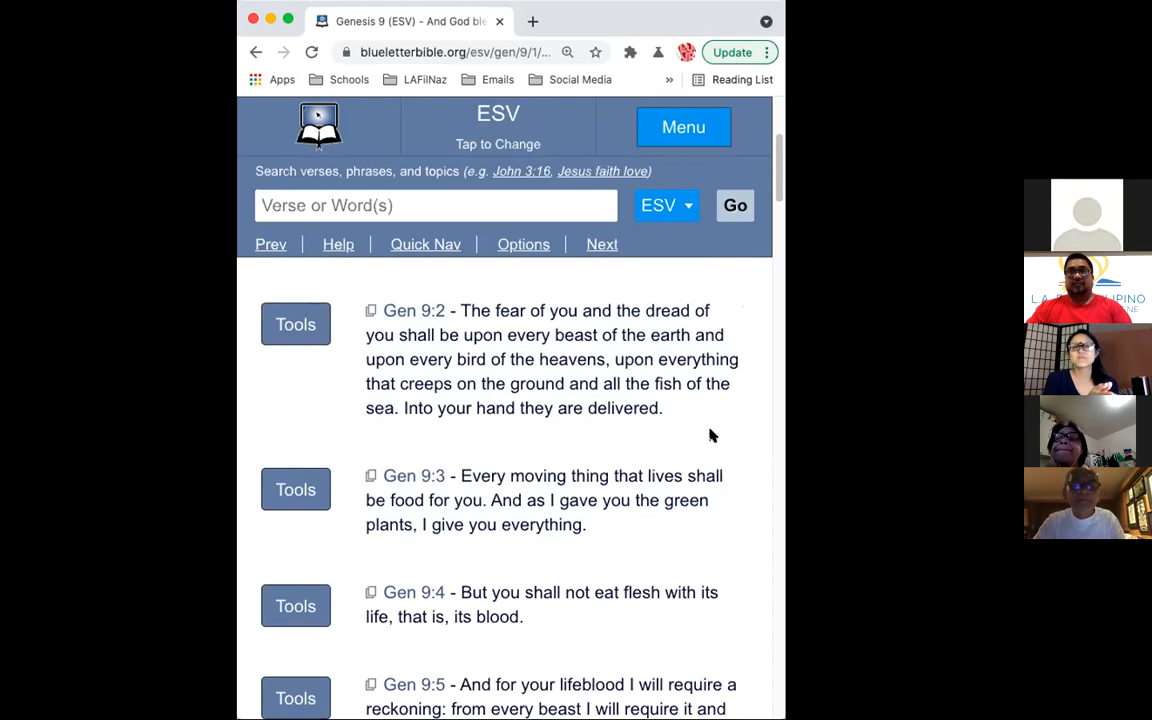 Genesis 9 (ESV) - And God ble
blueletterbible.org/esv/gen/9/1/...
Update
Apps
Schools
LAFilNaz
Emails
Social Media
»
Reading List
ESV
Tap to Change
Menu
Search verses, phrases, and topics (e.g. John 3:16, Jesus faith love)
Verse or Word(s)
ESV
Go
Prev | Help | Quick Nav | Options | Next
Tools
Gen 9:2 - The fear of you and the dread of
you shall be upon every beast of the earth and
upon every bird of the heavens, upon everything
that creeps on the ground and all the fish of the
sea. Into your hand they are delivered.
Tools
Gen 9:3 - Every moving thing that lives shall
be food for you. And as I gave you the green
plants, I give you everything.
Tools
Gen 9:4 - But you shall not eat flesh with its
life, that is, its blood.
Tools
Gen 9:5 - And for your lifeblood I will require a
reckoning: from every beast I will require it and
L.A.